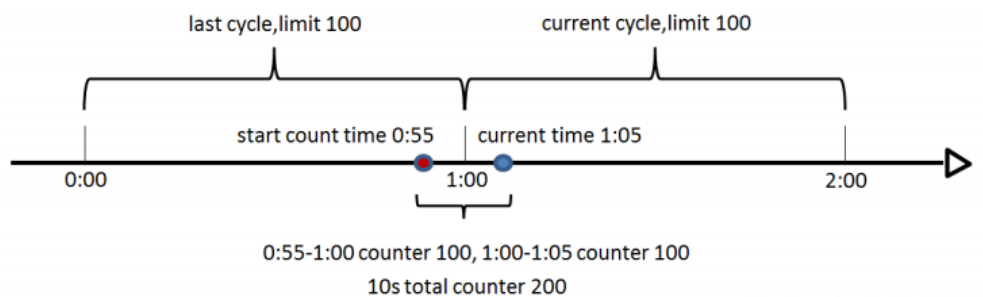 last cycle,limit 100
current cycle,limit 100
start count time 0:55
current time 1:05
0:00
1:00
2:00
0:55-1:00 counter 100, 1:00-1:05 counter 100
10s total counter 200